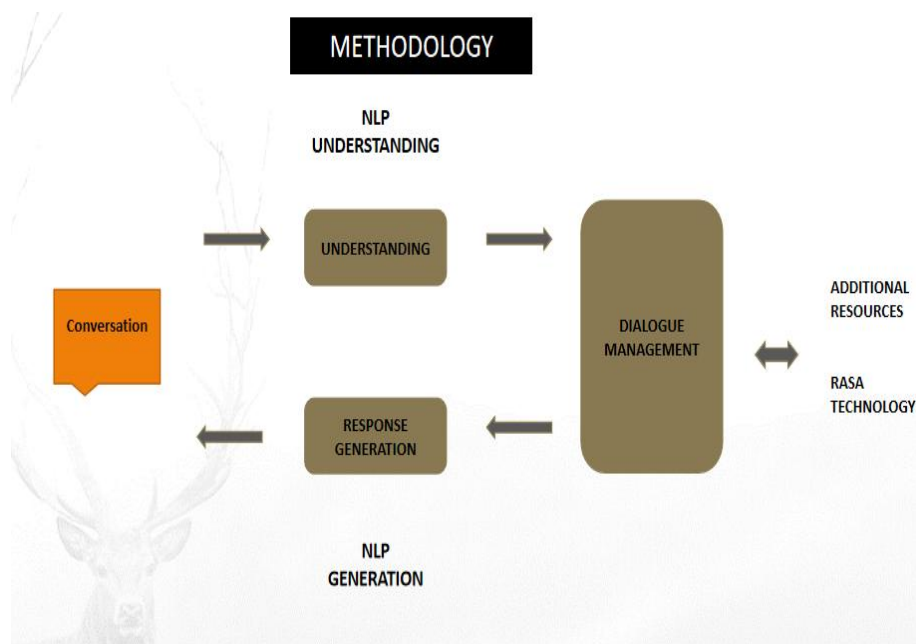 METHODOLOGY
NLP
UNDERSTANDING
UNDERSTANDING
Conversation
DIALOGUE
MANAGEMENT
ADDITIONAL
RESOURCES
RASA
TECHNOLOGY
RESPONSE
GENERATION
NLP
GENERATION